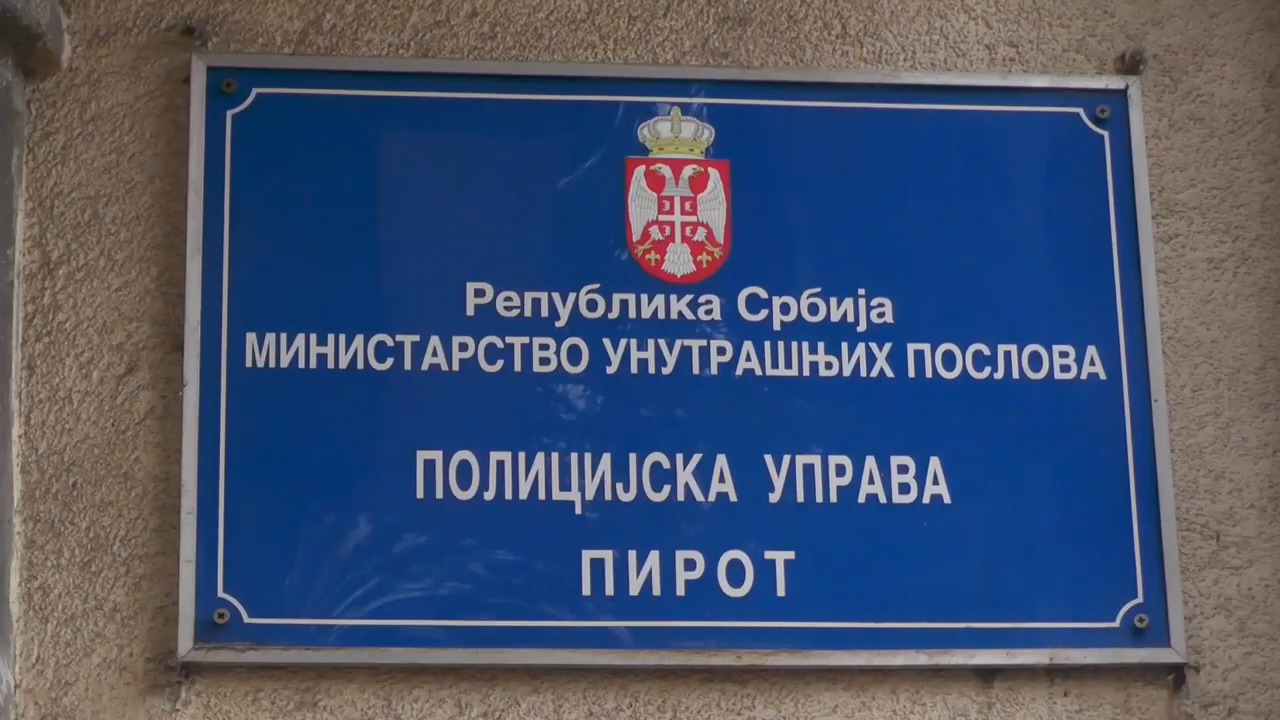 Република Србија
МИНИСТАРСТВО УНУТРАШЊИХ ПОСЛОВА
ПОЛИЦИЈСКА УПРАВА
ПИРОТ